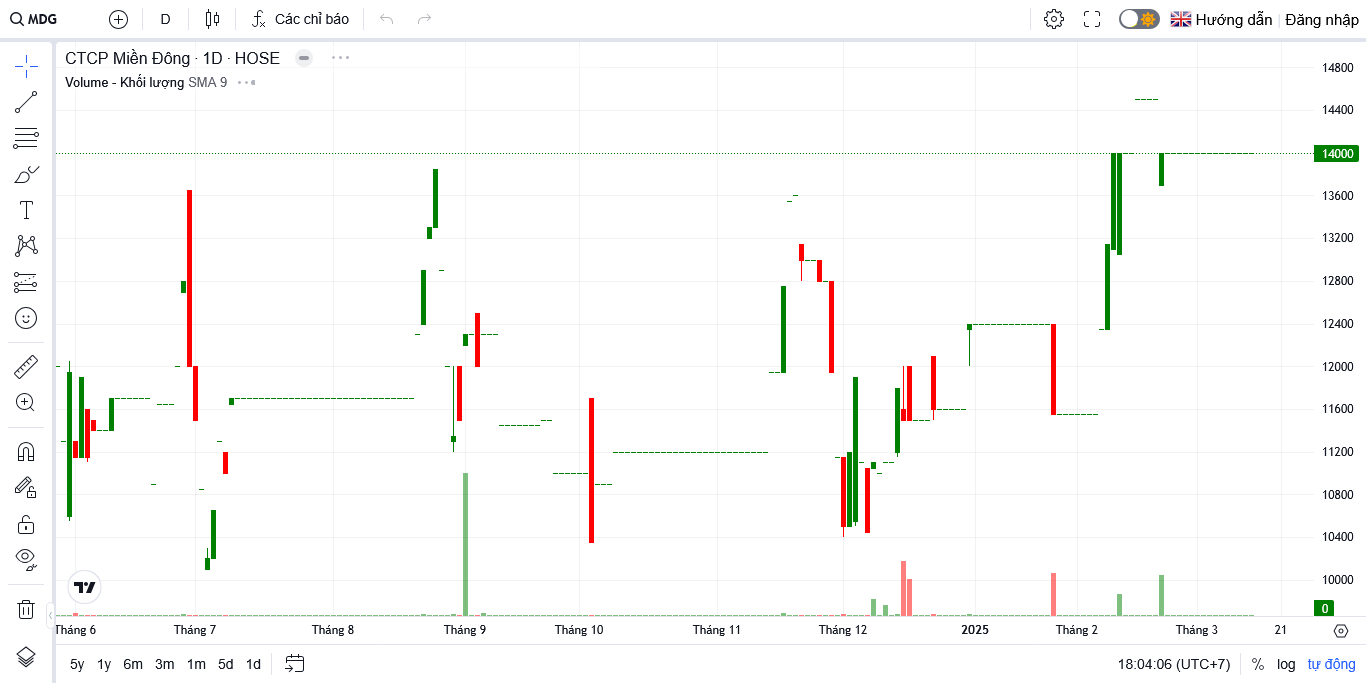 MDG D Các chỉ báo Hướng dẫn Đăng nhập
CTCP Miền Đông · 1D · HOSE
Volume - Khối lượng SMA 9
14800
14400
14000
13600
13200
12800
12400
12000
11600
11200
10800
10400
10000
0
Tháng 6 Tháng 7 Tháng 8 Tháng 9 Tháng 10 Tháng 11 Tháng 12 2025 Tháng 2 Tháng 3 21
5y 1y 6m 3m 1m 5d 1d 18:04:06 (UTC+7) % log tự động